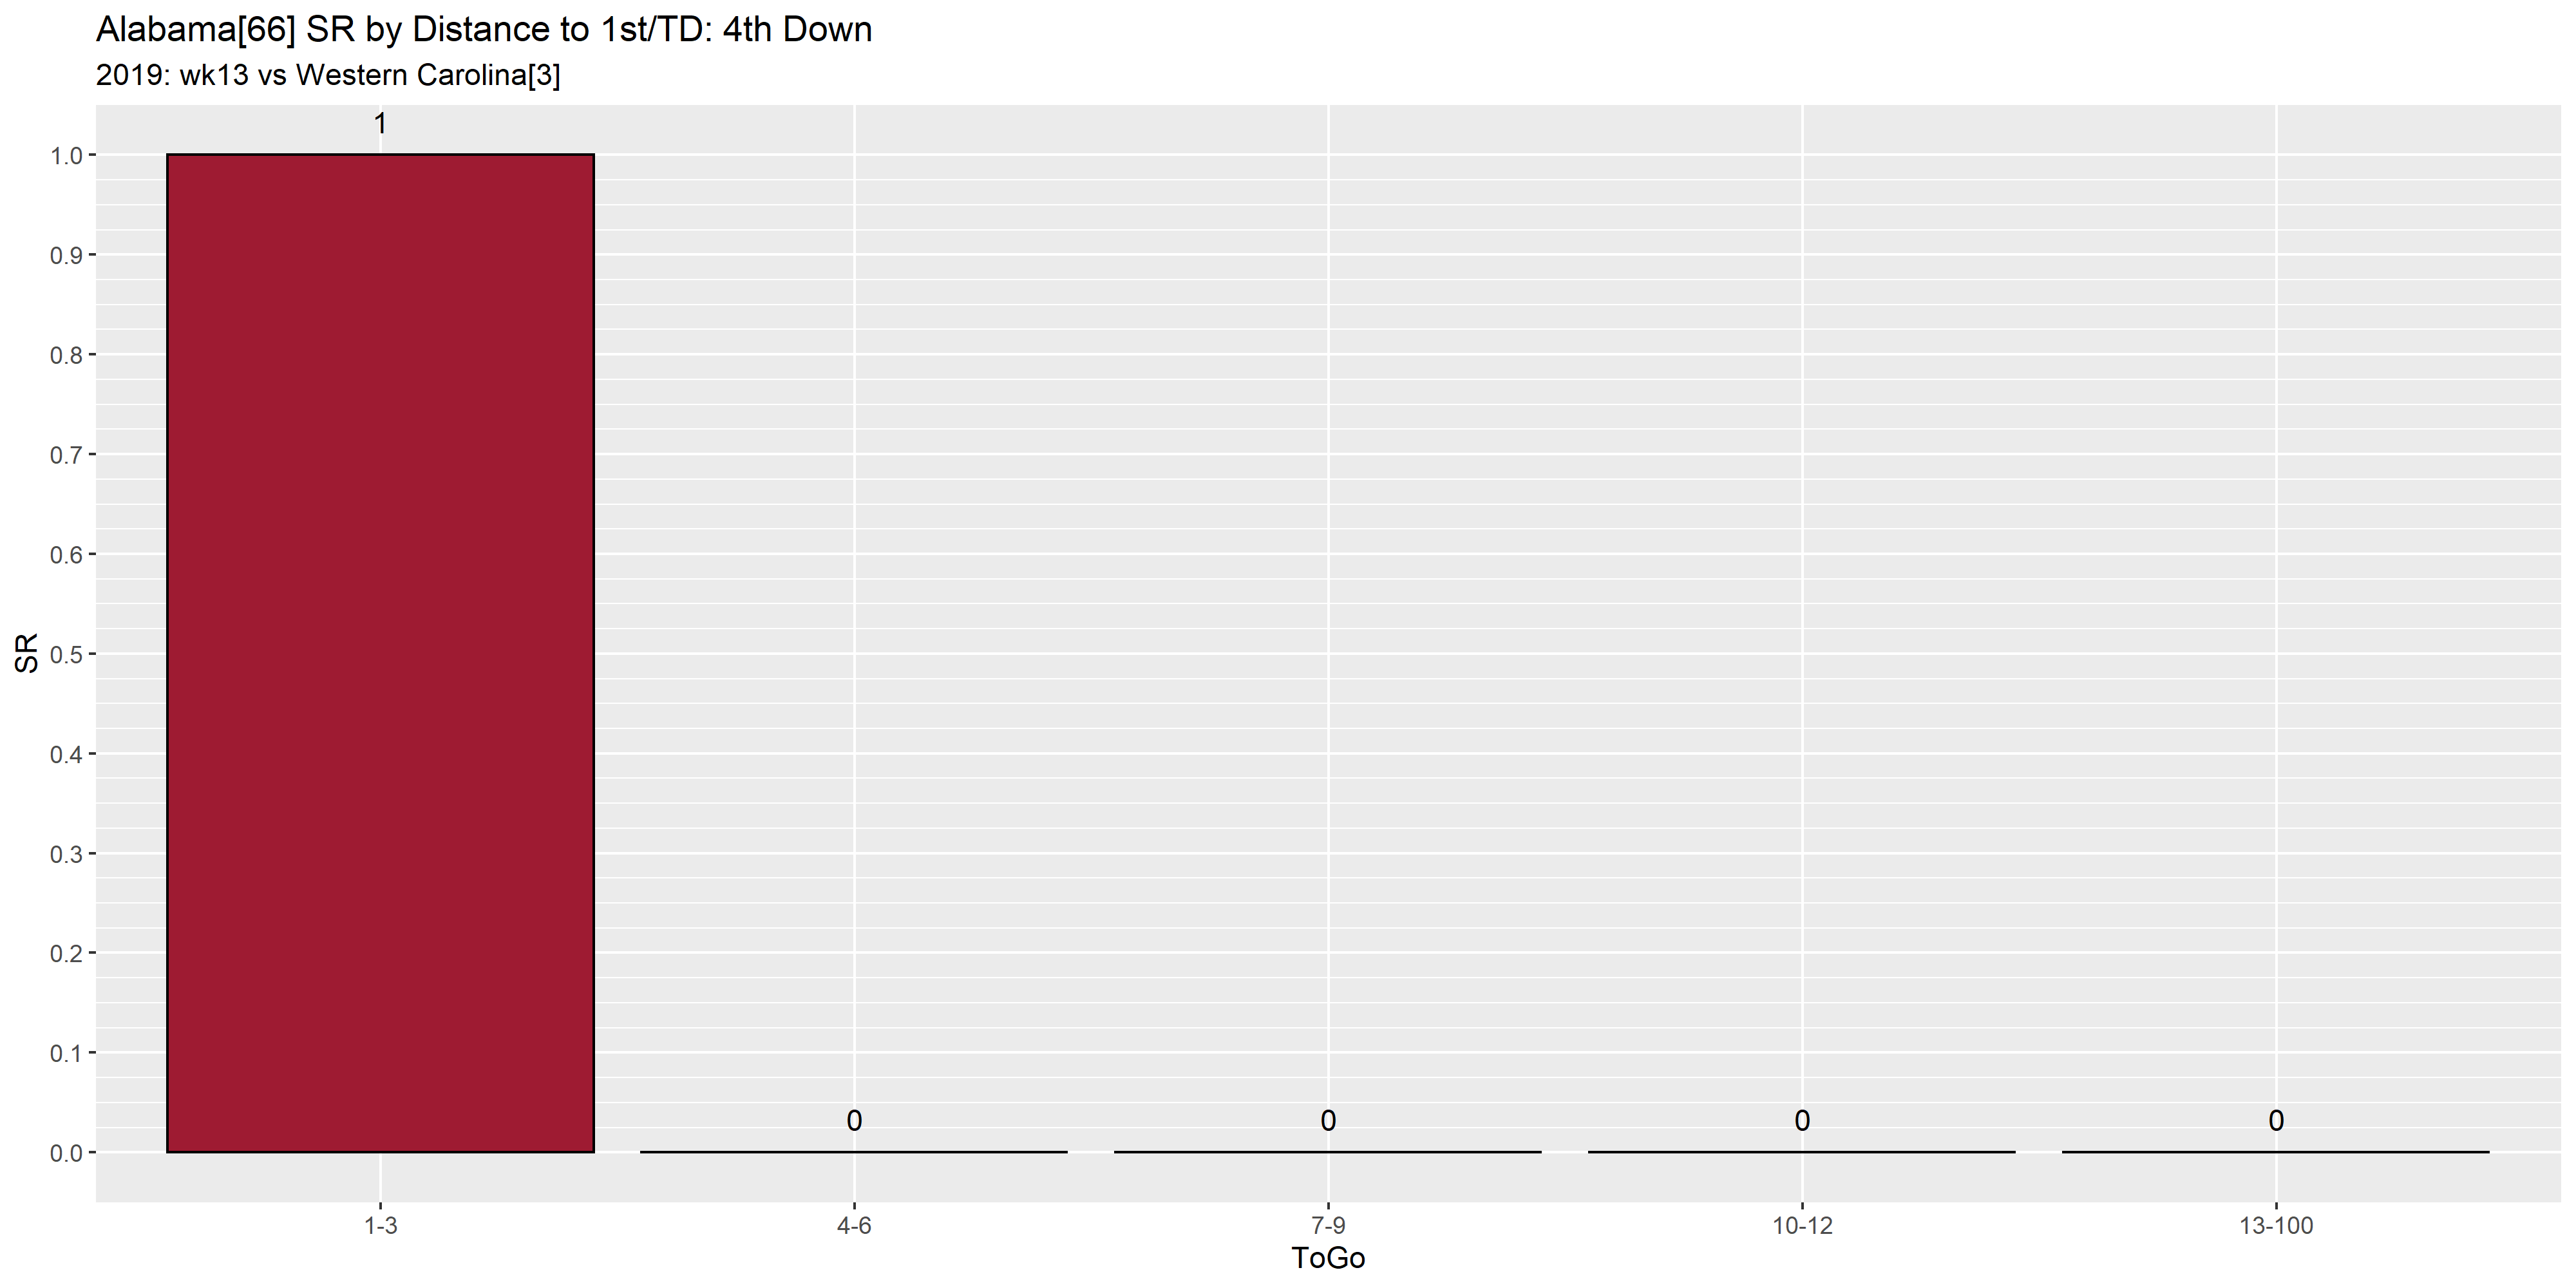 Alabama[66] SR by Distance to 1st/TD: 4th Down
2019: wk13 vs Western Carolina[3]
1
1.0
0.9
0.8
0.7
0.6
0.5
0.4
0.3
0.2
0.1
0.0
SR
0 0 0 0
1-3 4-6 7-9 10-12 13-100
ToGo